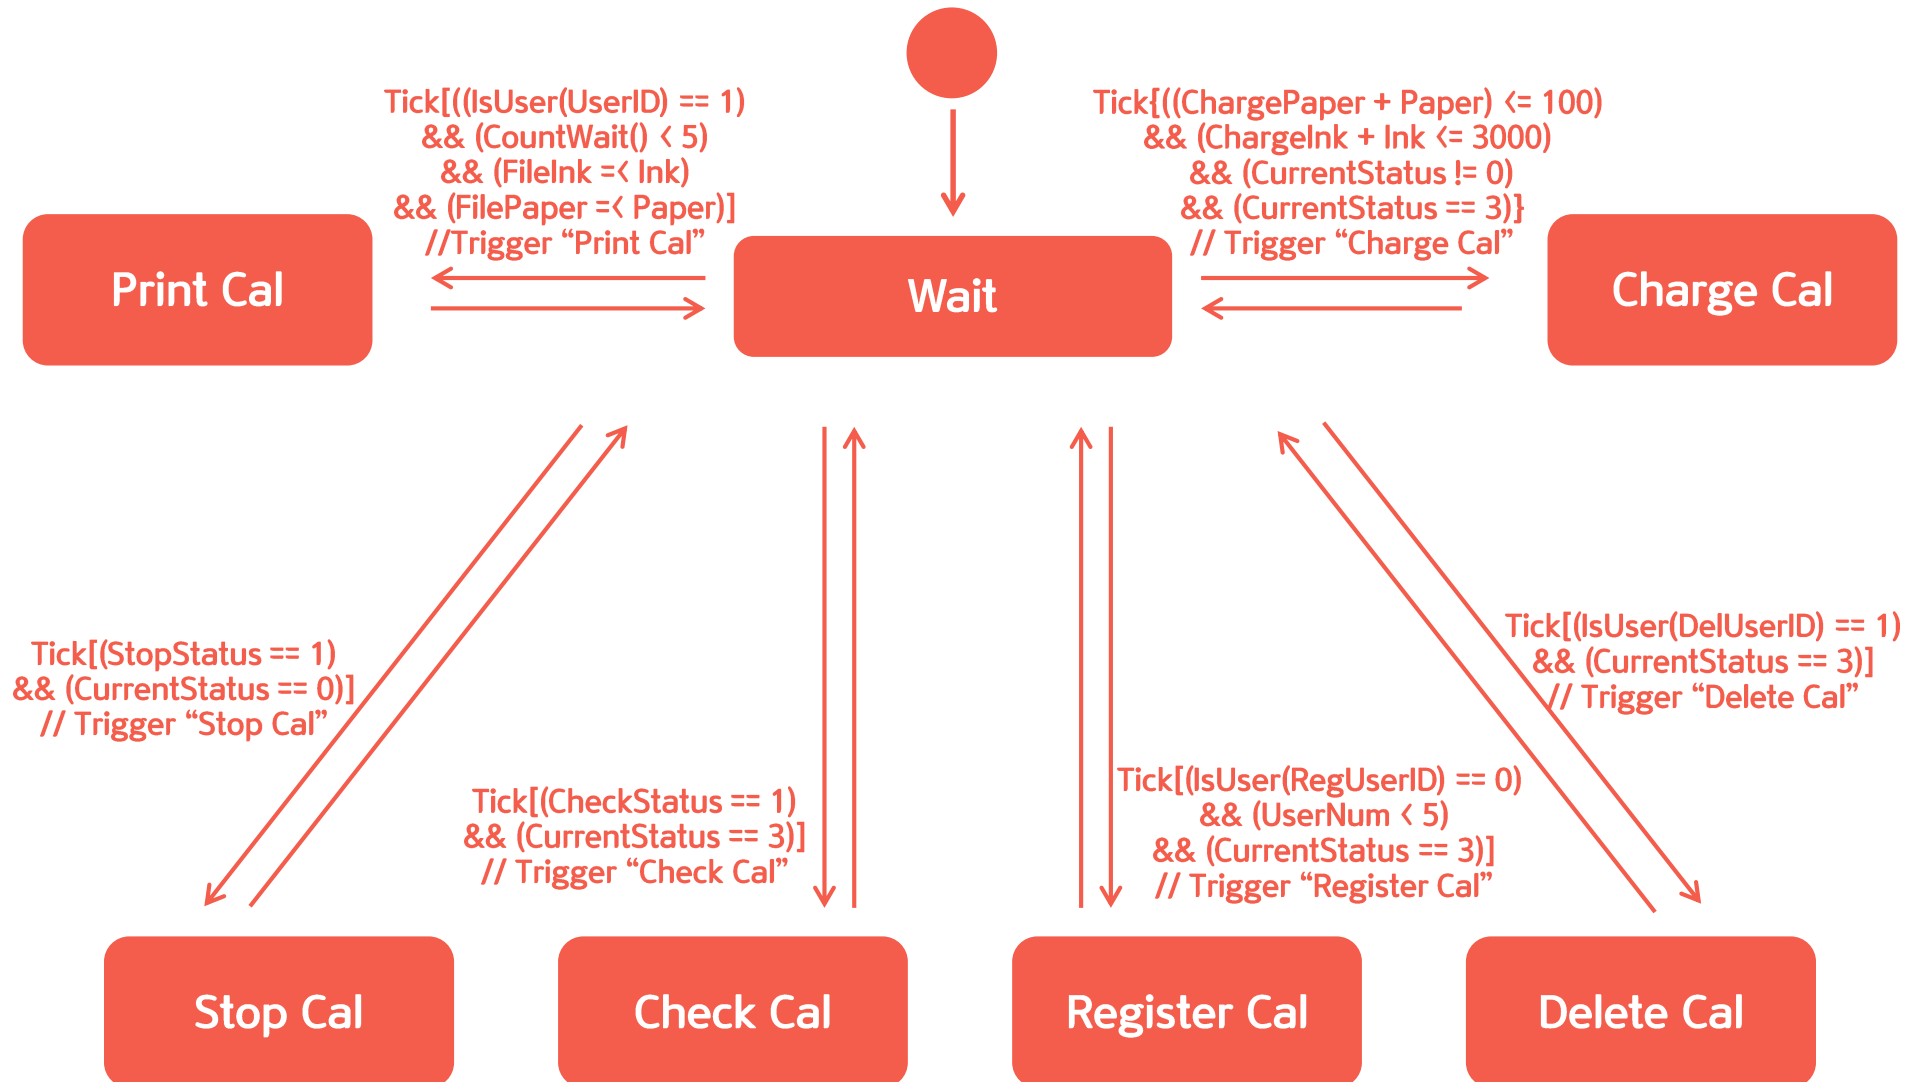 Tick[((IsUser(UserID) == 1)
&& (CountWait() < 5)
&& (FileInk =< Ink)
&& (FilePaper =< Paper)]
//Trigger “Print Cal”
Tick{((ChargePaper + Paper) <= 100)
&& (ChargeInk + Ink <= 3000)
&& (CurrentStatus != 0)
&& (CurrentStatus == 3)}
// Trigger “Charge Cal”
Print Cal
Wait
Charge Cal
Tick[(StopStatus == 1)
&& (CurrentStatus == 0)]
// Trigger “Stop Cal”
Tick[(CheckStatus == 1)
&& (CurrentStatus == 3)]
// Trigger “Check Cal”
Tick[(IsUser(RegUserID) == 0)
&& (UserNum < 5)
&& (CurrentStatus == 3)]
// Trigger “Register Cal”
Tick[(IsUser(DelUserID) == 1)
&& (CurrentStatus == 3)]
// Trigger “Delete Cal”
Stop Cal
Check Cal
Register Cal
Delete Cal